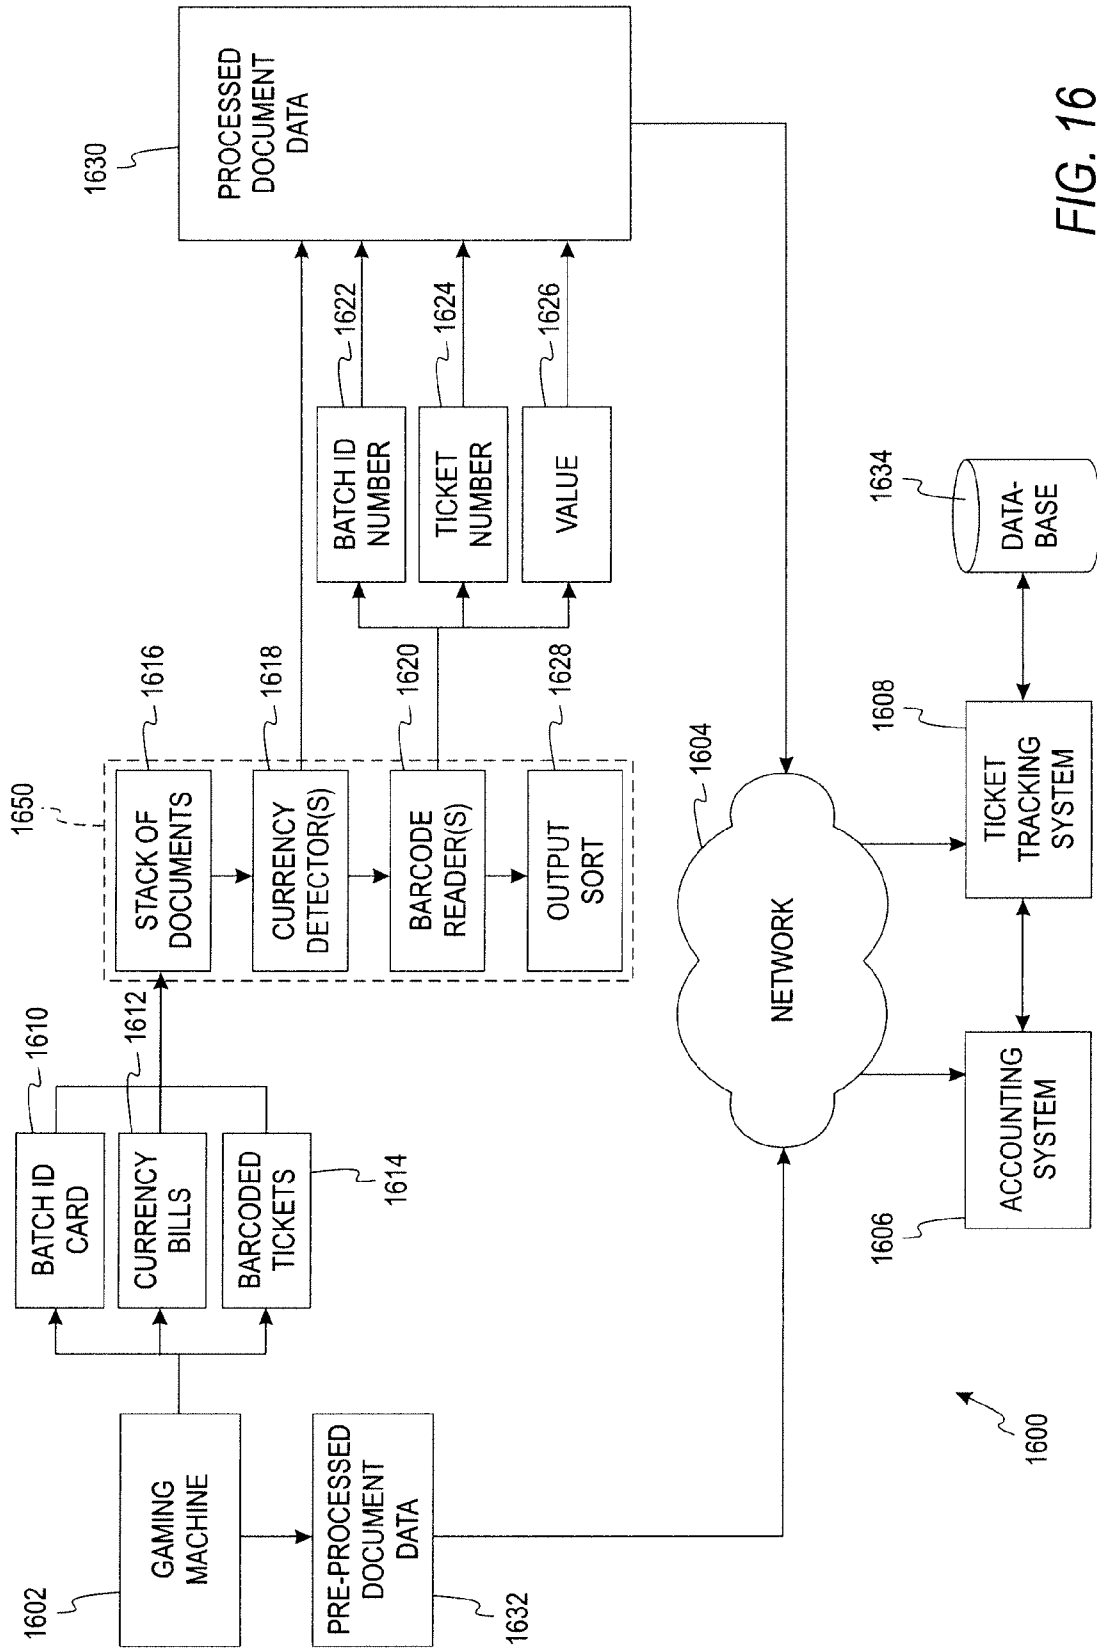 1602
GAMING
MACHINE
PRE-PROCESSED
DOCUMENT
DATA
1632
BATCH ID
CARD
1610
CURRENCY
BILLS
1612
BARCODED
TICKETS
1614
1650
STACK OF
DOCUMENTS
1616
CURRENCY
DETECTOR(S)
1618
BARCODE
READER(S)
1620
OUTPUT
SORT
1628
BATCH ID
NUMBER
1622
TICKET
NUMBER
1624
VALUE
1626
1630
PROCESSED
DOCUMENT
DATA
NETWORK
1604
1606
ACCOUNTING
SYSTEM
1608
TICKET
TRACKING
SYSTEM
1634
DATA-
BASE
1600
FIG. 16